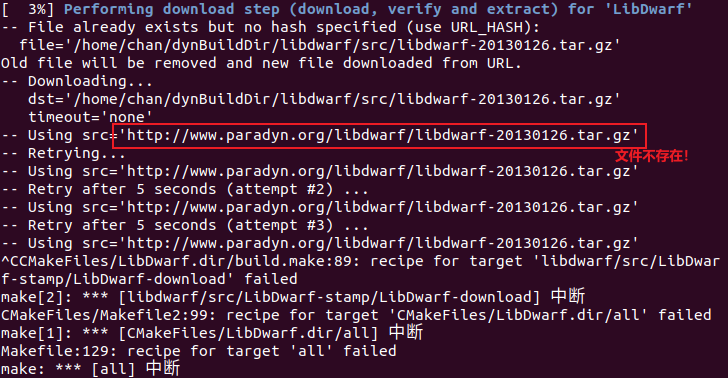 [  3%] Performing download step (download, verify and extract) for 'LibDwarf'
-- File already exists but no hash specified (use URL_HASH):
  file='/home/chan/dynBuildDir/libdwarf/src/libdwarf-20130126.tar.gz'
Old file will be removed and new file downloaded from URL.
-- Downloading...
   dst='/home/chan/dynBuildDir/libdwarf/src/libdwarf-20130126.tar.gz'
   timeout='none'
-- Using src='http://www.paradyn.org/libdwarf/libdwarf-20130126.tar.gz'
文件不存在!
-- Retrying...
-- Using src='http://www.paradyn.org/libdwarf/libdwarf-20130126.tar.gz'
-- Retry after 5 seconds (attempt #2) ...
-- Using src='http://www.paradyn.org/libdwarf/libdwarf-20130126.tar.gz'
-- Retry after 5 seconds (attempt #3) ...
-- Using src='http://www.paradyn.org/libdwarf/libdwarf-20130126.tar.gz'
^CCMakeFiles/LibDwarf.dir/build.make:89: recipe for target 'libdwarf/src/LibDwar
f-stamp/LibDwarf-download' failed
make[2]: *** [libdwarf/src/LibDwarf-stamp/LibDwarf-download] 中断
CMakeFiles/Makefile2:99: recipe for target 'CMakeFiles/LibDwarf.dir/all' failed
make[1]: *** [CMakeFiles/LibDwarf.dir/all] 中断
Makefile:129: recipe for target 'all' failed
make: *** [all] 中断